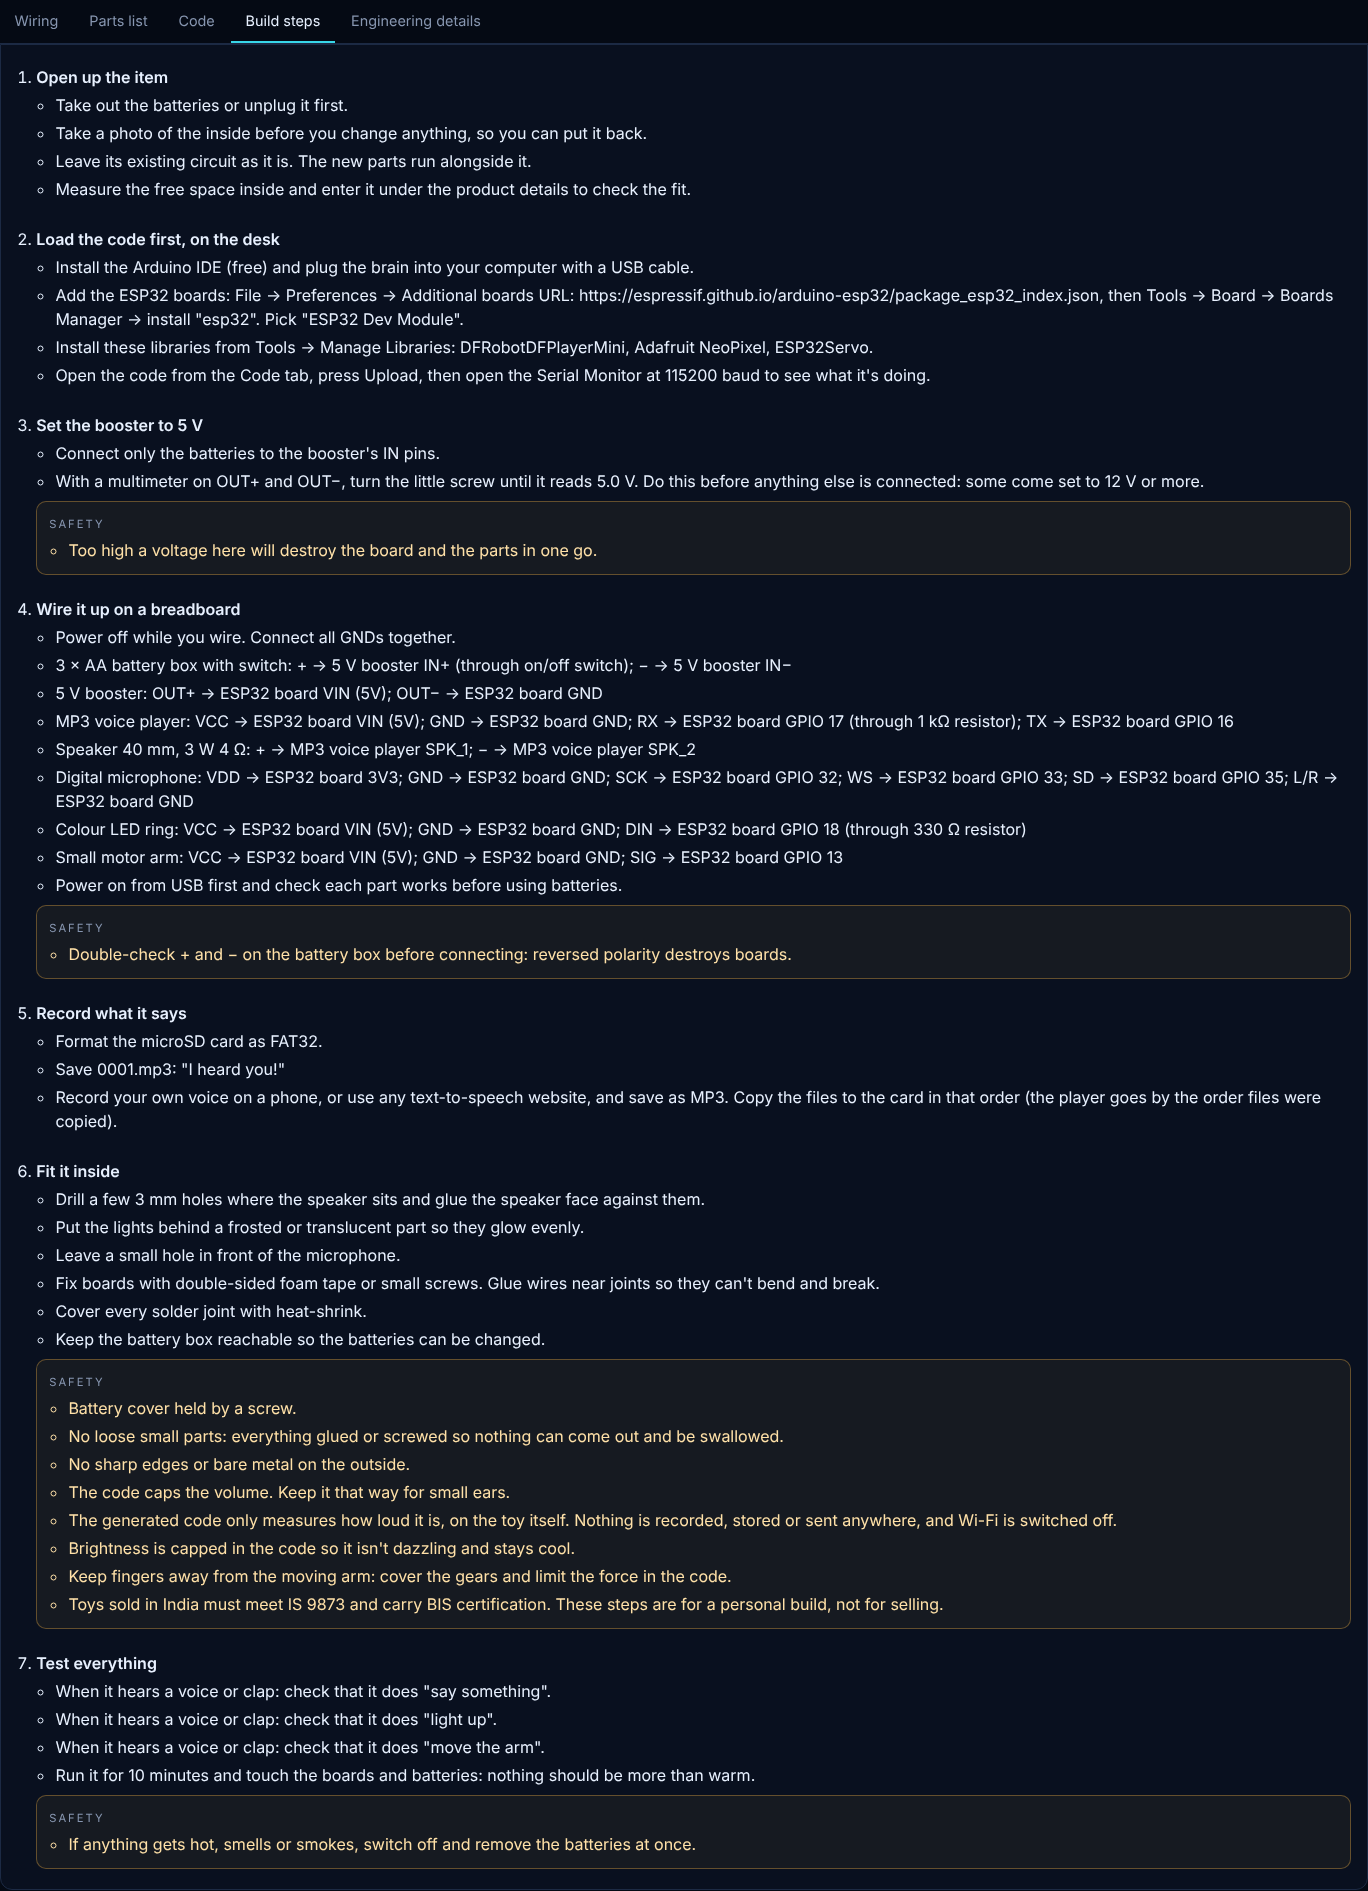 Wiring Parts list Code Build steps Engineering details
1. Open up the item
Take out the batteries or unplug it first.
Take a photo of the inside before you change anything, so you can put it back.
Leave its existing circuit as it is. The new parts run alongside it.
Measure the free space inside and enter it under the product details to check the fit.
2. Load the code first, on the desk
Install the Arduino IDE (free) and plug the brain into your computer with a USB cable.
Add the ESP32 boards: File → Preferences → Additional boards URL: https://espressif.github.io/arduino-esp32/package_esp32_index.json, then Tools → Board → Boards
Manager → install "esp32". Pick "ESP32 Dev Module".
Install these libraries from Tools → Manage Libraries: DFRobotDFPlayerMini, Adafruit NeoPixel, ESP32Servo.
Open the code from the Code tab, press Upload, then open the Serial Monitor at 115200 baud to see what it's doing.
3. Set the booster to 5 V
Connect only the batteries to the booster's IN pins.
With a multimeter on OUT+ and OUT−, turn the little screw until it reads 5.0 V. Do this before anything else is connected: some come set to 12 V or more.
SAFETY
Too high a voltage here will destroy the board and the parts in one go.
4. Wire it up on a breadboard
Power off while you wire. Connect all GNDs together.
3 × AA battery box with switch: + → 5 V booster IN+ (through on/off switch); − → 5 V booster IN−
5 V booster: OUT+ → ESP32 board VIN (5V); OUT− → ESP32 board GND
MP3 voice player: VCC → ESP32 board VIN (5V); GND → ESP32 board GND; RX → ESP32 board GPIO 17 (through 1 kΩ resistor); TX → ESP32 board GPIO 16
Speaker 40 mm, 3 W 4 Ω: + → MP3 voice player SPK_1; − → MP3 voice player SPK_2
Digital microphone: VDD → ESP32 board 3V3; GND → ESP32 board GND; SCK → ESP32 board GPIO 32; WS → ESP32 board GPIO 33; SD → ESP32 board GPIO 35; L/R →
ESP32 board GND
Colour LED ring: VCC → ESP32 board VIN (5V); GND → ESP32 board GND; DIN → ESP32 board GPIO 18 (through 330 Ω resistor)
Small motor arm: VCC → ESP32 board VIN (5V); GND → ESP32 board GND; SIG → ESP32 board GPIO 13
Power on from USB first and check each part works before using batteries.
SAFETY
Double-check + and − on the battery box before connecting: reversed polarity destroys boards.
5. Record what it says
Format the microSD card as FAT32.
Save 0001.mp3: "I heard you!"
Record your own voice on a phone, or use any text-to-speech website, and save as MP3. Copy the files to the card in that order (the player goes by the order files were
copied).
6. Fit it inside
Drill a few 3 mm holes where the speaker sits and glue the speaker face against them.
Put the lights behind a frosted or translucent part so they glow evenly.
Leave a small hole in front of the microphone.
Fix boards with double-sided foam tape or small screws. Glue wires near joints so they can't bend and break.
Cover every solder joint with heat-shrink.
Keep the battery box reachable so the batteries can be changed.
SAFETY
Battery cover held by a screw.
No loose small parts: everything glued or screwed so nothing can come out and be swallowed.
No sharp edges or bare metal on the outside.
The code caps the volume. Keep it that way for small ears.
The generated code only measures how loud it is, on the toy itself. Nothing is recorded, stored or sent anywhere, and Wi-Fi is switched off.
Brightness is capped in the code so it isn't dazzling and stays cool.
Keep fingers away from the moving arm: cover the gears and limit the force in the code.
Toys sold in India must meet IS 9873 and carry BIS certification. These steps are for a personal build, not for selling.
7. Test everything
When it hears a voice or clap: check that it does "say something".
When it hears a voice or clap: check that it does "light up".
When it hears a voice or clap: check that it does "move the arm".
Run it for 10 minutes and touch the boards and batteries: nothing should be more than warm.
SAFETY
If anything gets hot, smells or smokes, switch off and remove the batteries at once.